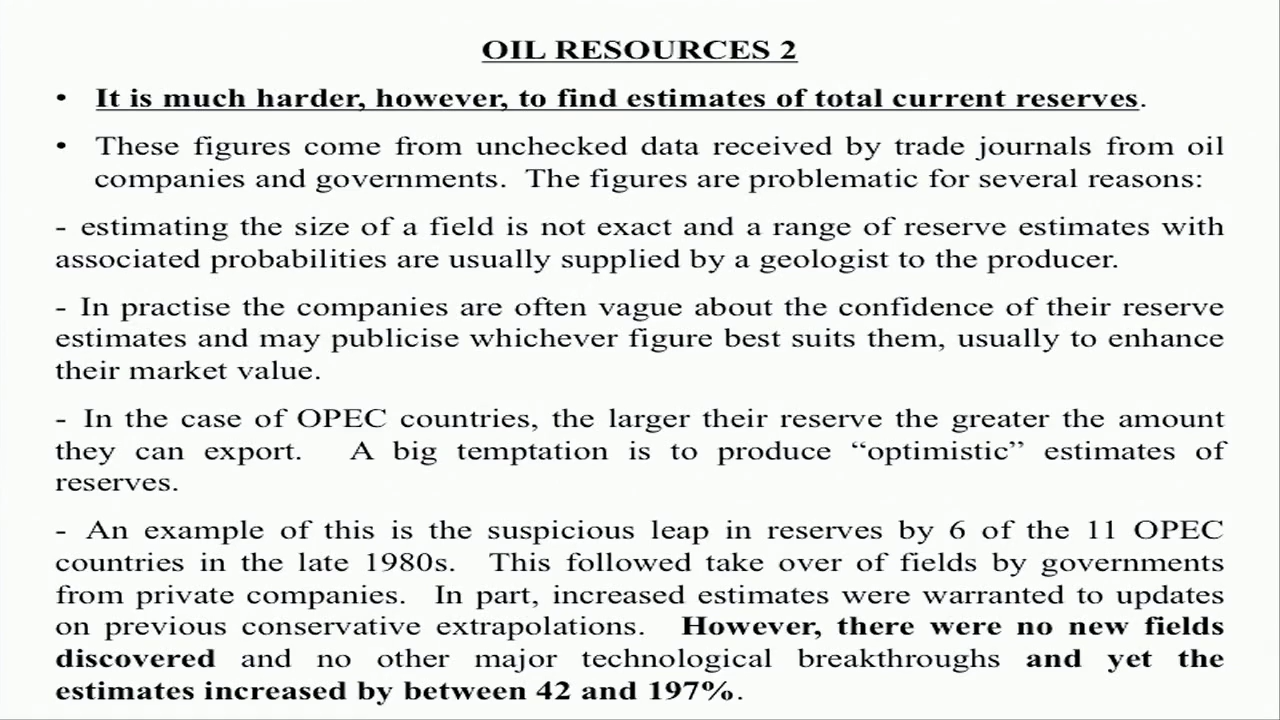 OIL RESOURCES 2
• It is much harder, however, to find estimates of total current reserves.
• These figures come from unchecked data received by trade journals from oil
companies and governments. The figures are problematic for several reasons:
- estimating the size of a field is not exact and a range of reserve estimates with
associated probabilities are usually supplied by a geologist to the producer.
- In practise the companies are often vague about the confidence of their reserve
estimates and may publicise whichever figure best suits them, usually to enhance
their market value.
- In the case of OPEC countries, the larger their reserve the greater the amount
they can export. A big temptation is to produce “optimistic” estimates of
reserves.
- An example of this is the suspicious leap in reserves by 6 of the 11 OPEC
countries in the late 1980s. This followed take over of fields by governments
from private companies. In part, increased estimates were warranted to updates
on previous conservative extrapolations. However, there were no new fields
discovered and no other major technological breakthroughs and yet the
estimates increased by between 42 and 197%.